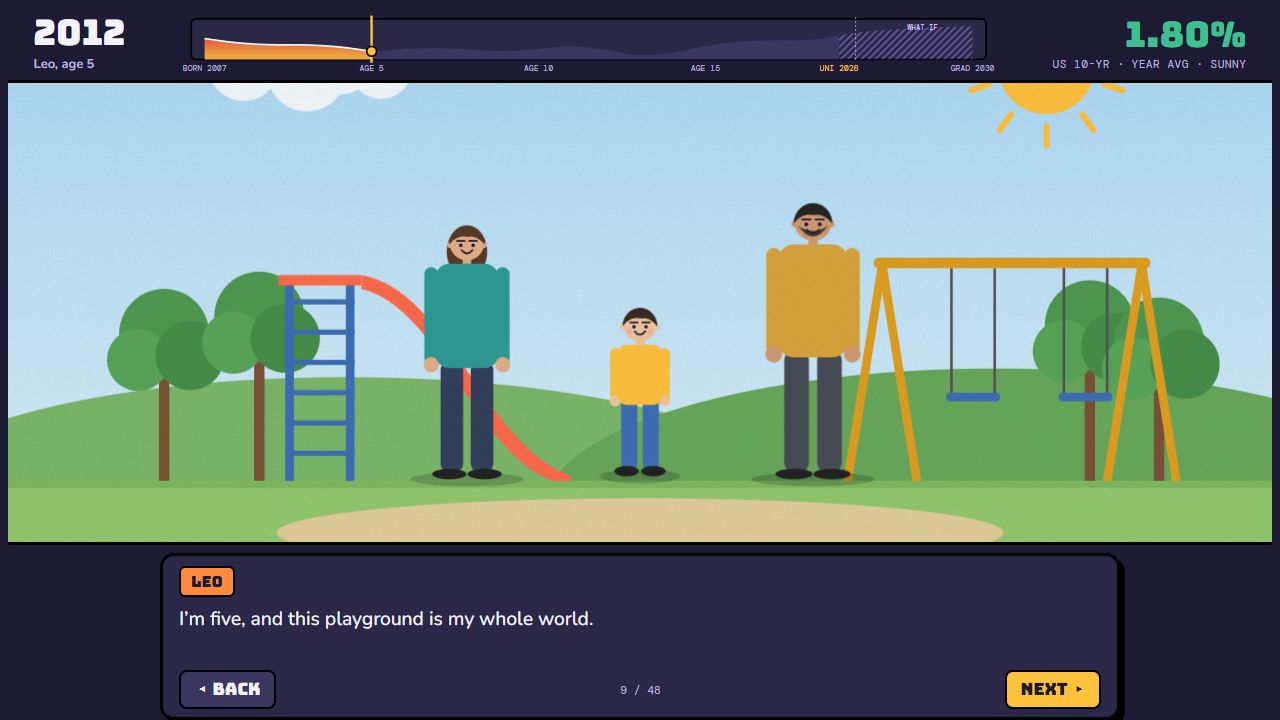 2012
Leo, age 5
WHAT IF
BORN 2007
AGE 5
AGE 10
AGE 15
UNI 2026
GRAD 2030
1.80%
US 10-YR · YEAR AVG · SUNNY
LEO
I'm five, and this playground is my whole world.
◂ BACK
9 / 48
NEXT ▸